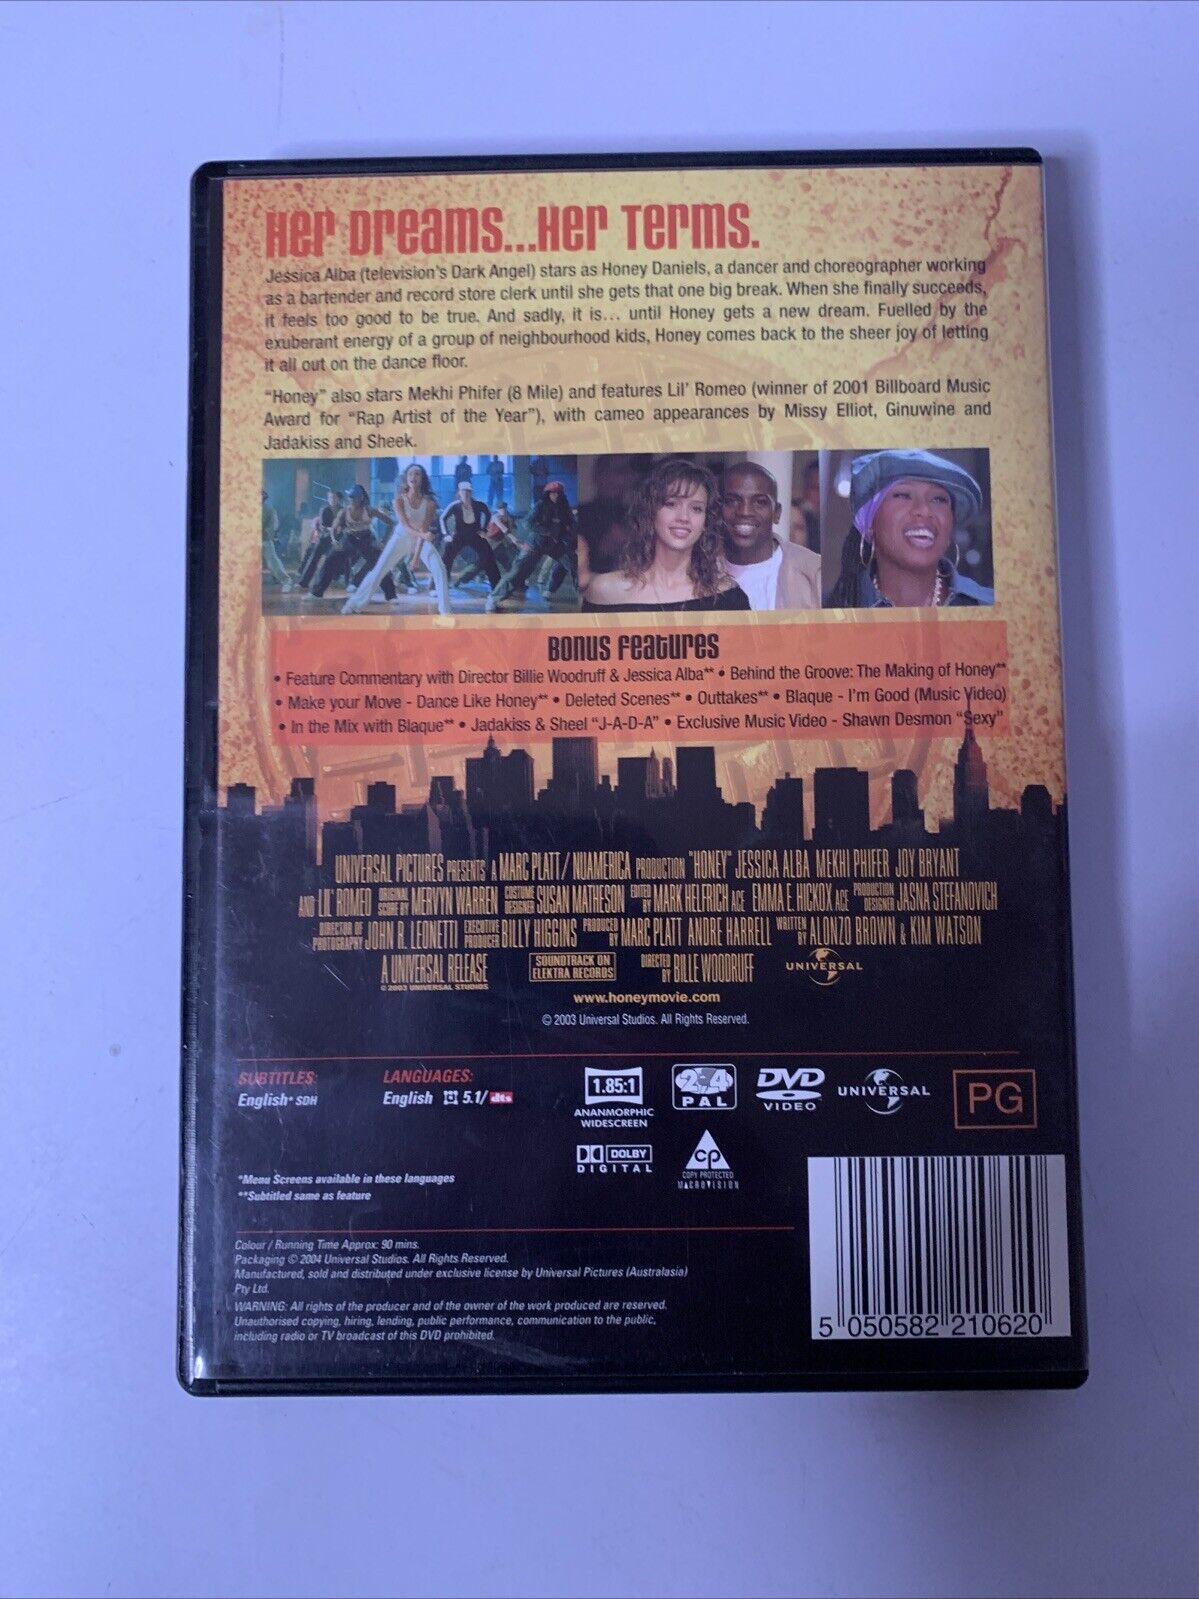 Her Dreams...Her Terms.
Jessica Alba (television's Dark Angel) stars as Honey Daniels, a dancer and choreographer working
as a bartender and record store clerk until she gets that one big break. When she finally succeeds,
it feels too good to be true. And sadly, it is... until Honey gets a new dream. Fuelled by the
exuberant energy of a group of neighbourhood kids, Honey comes back to the sheer joy of letting
it all out on the dance floor.
"Honey" also stars Mekhi Phifer (8 Mile) and features Lil' Romeo (winner of 2001 Billboard Music
Award for "Rap Artist of the Year"), with cameo appearances by Missy Elliot, Ginuwine and
Jadakiss and Sheek.
Bonus Features
• Feature Commentary with Director Billie Woodruff & Jessica Alba** • Behind the Groove: The Making of Honey**
• Make your Move - Dance Like Honey** • Deleted Scenes** • Outtakes** • Blaque - I'm Good (Music Video)
• In the Mix with Blaque** • Jadakiss & Sheel "J-A-D-A" • Exclusive Music Video - Shawn Desmon "Sexy"
UNIVERSAL PICTURES PRESENTS A MARC PLATT/NUAMERICA PRODUCTION "HONEY" JESSICA ALBA MEKHI PHIFER JOY BRYANT
AND LIL' ROMEO ORIGINAL SCORE BY MERVYN WARREN COSTUME DESIGNER SUSAN MATHESON EDITED BY MARK HELFRICH ACE EMMA E. HICKOX ACE PRODUCTION DESIGNER JASNA STEFANOVICH
DIRECTOR OF PHOTOGRAPHY JOHN R. LEONETTI EXECUTIVE PRODUCER BILLY HIGGINS PRODUCED BY MARC PLATT ANDRE HARRELL WRITTEN BY ALONZO BROWN & KIM WATSON
A UNIVERSAL RELEASE SOUNDTRACK ON ELEKTRA RECORDS DIRECTED BY BILLE WOODRUFF UNIVERSAL
© 2003 UNIVERSAL STUDIOS
www.honeymovie.com
© 2003 Universal Studios. All Rights Reserved.
SUBTITLES:
English* SDH
LANGUAGES:
English 5.1/ dts
1.85:1
ANANMORPHIC
WIDESCREEN
2,4
PAL
DVD
VIDEO
UNIVERSAL
PG
DOLBY
DIGITAL
CP
COPY PROTECTED
MACROVISION
*Menu Screens available in these languages
**Subtitled same as feature
Colour / Running Time Approx: 90 mins.
Packaging © 2004 Universal Studios. All Rights Reserved.
Manufactured, sold and distributed under exclusive license by Universal Pictures (Australasia)
Pty Ltd.
WARNING: All rights of the producer and of the owner of the work produced are reserved.
Unauthorised copying, hiring, lending, public performance, communication to the public,
including radio or TV broadcast of this DVD prohibited.
5 050582 210620